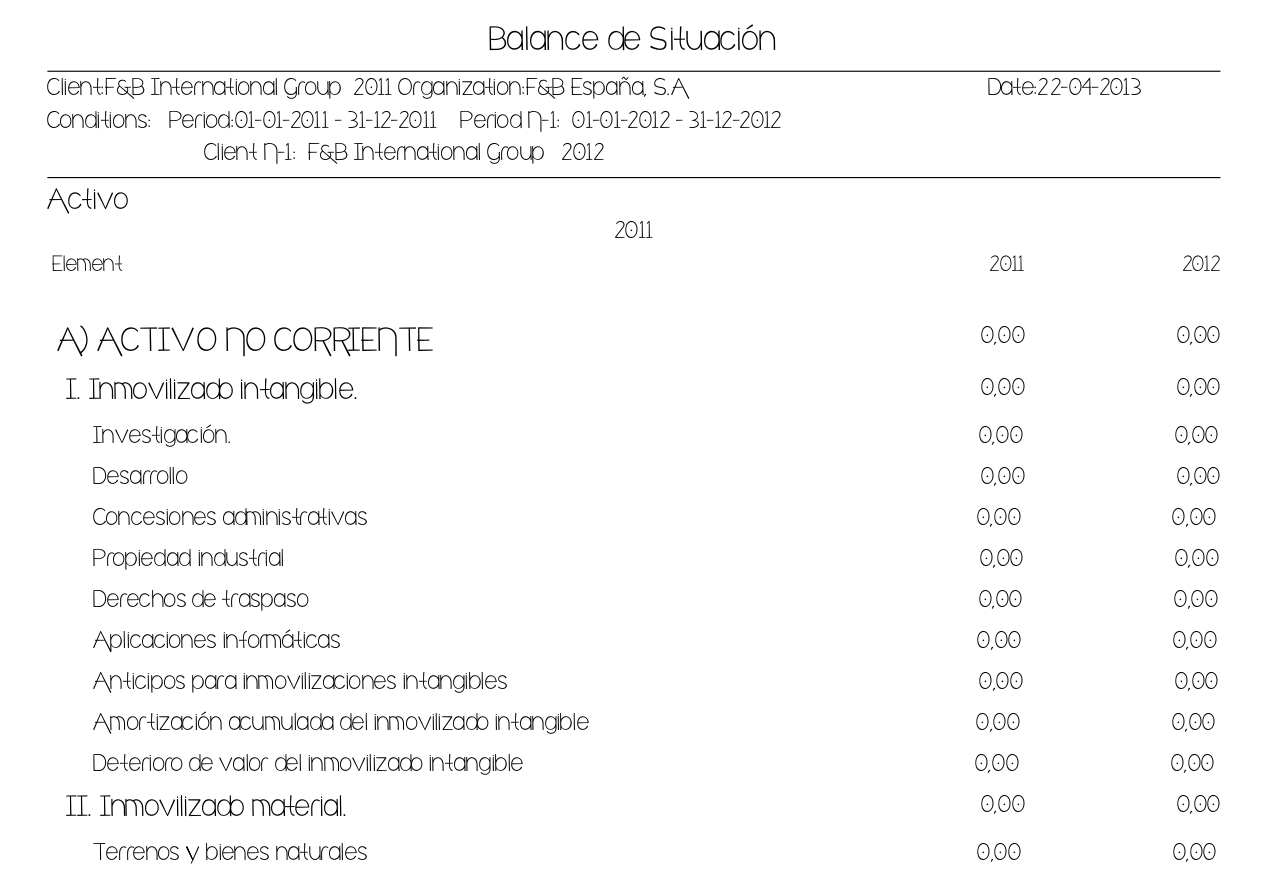 Balance de Situación
Client:F&B International Group 2011 Organization:F&B España, S.A Date:22-04-2013
Conditions: Period:01-01-2011 - 31-12-2011 Period N-1: 01-01-2012 - 31-12-2012
Client N-1: F&B International Group 2012
Activo
2011
Element 2011 2012
A) ACTIVO NO CORRIENTE 0,00 0,00
I. Inmovilizado intangible. 0,00 0,00
Investigación. 0,00 0,00
Desarrollo 0,00 0,00
Concesiones administrativas 0,00 0,00
Propiedad industrial 0,00 0,00
Derechos de traspaso 0,00 0,00
Aplicaciones informáticas 0,00 0,00
Anticipos para inmovilizaciones intangibles 0,00 0,00
Amortización acumulada del inmovilizado intangible 0,00 0,00
Deterioro de valor del inmovilizado intangible 0,00 0,00
II. Inmovilizado material. 0,00 0,00
Terrenos y bienes naturales 0,00 0,00